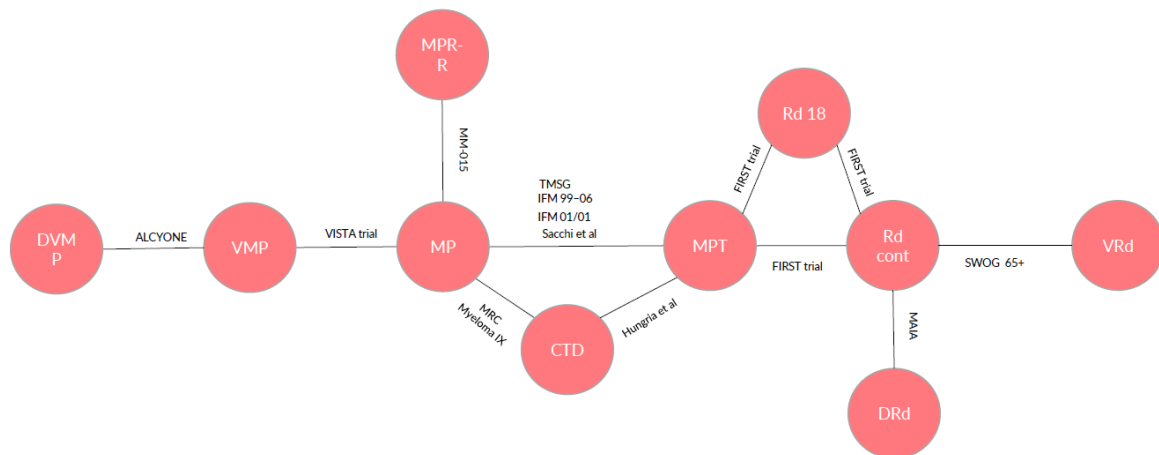 MPR-
R
Rd 18
MM-015
FIRST trial
FIRST trial
TMSG
IFM 99–06
IFM 01/01
Sacchi et al
DVM
P
ALCYONE
VMP
VISTA trial
MP
MPT
FIRST trial
Rd
cont
SWOG 65+
VRd
MRC
Myeloma IX
CTD
Hungria et al
MAIA
DRd